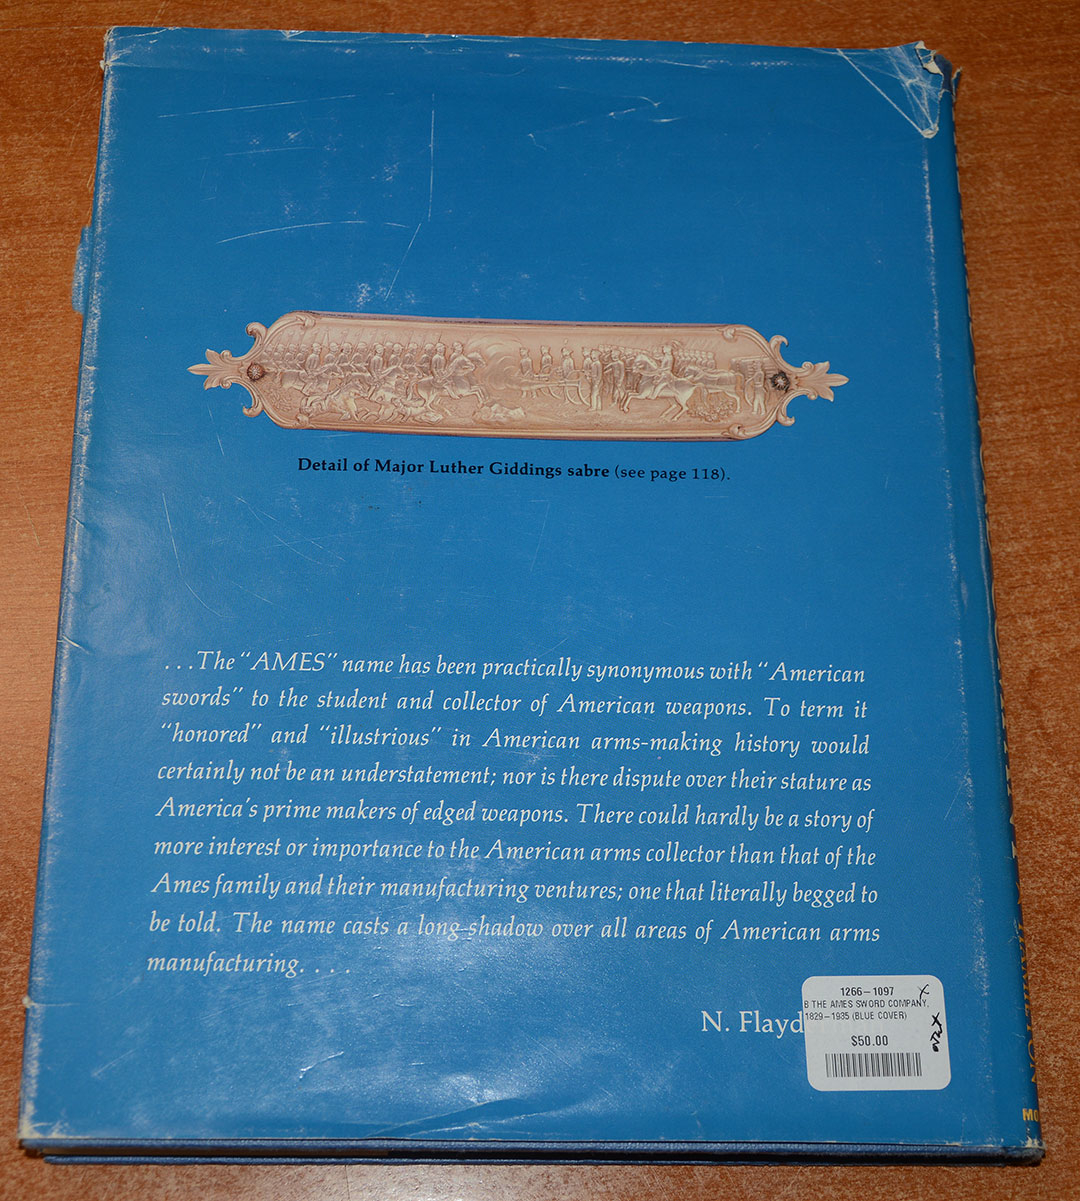 Detail of Major Luther Giddings sabre (see page 118).
. . .The “AMES” name has been practically synonymous with “American
swords” to the student and collector of American weapons. To term it
“honored” and “illustrious” in American arms-making history would
certainly not be an understatement; nor is there dispute over their stature as
America's prime makers of edged weapons. There could hardly be a story of
more interest or importance to the American arms collector than that of the
Ames family and their manufacturing ventures; one that literally begged to
be told. The name casts a long shadow over all areas of American arms
manufacturing. . . .
N. Flayd
1266-1097 X
B THE AMES SWORD COMPANY,
1829-1935 (BLUE COVER)
$50.00